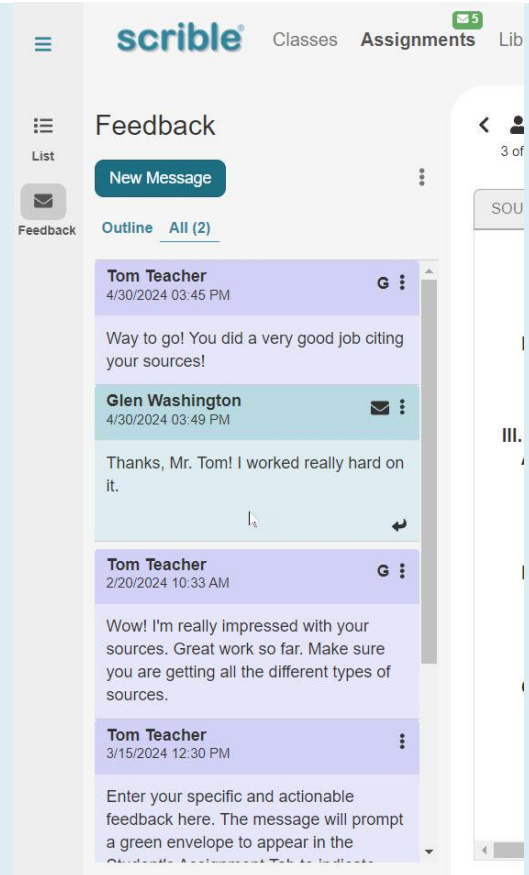 scrible®
Classes Assignments Lib
5
List
Feedback
Feedback
New Message
Outline All (2)
Tom Teacher
4/30/2024 03:45 PM
G
Way to go! You did a very good job citing
your sources!
Glen Washington
4/30/2024 03:49 PM
Thanks, Mr. Tom! I worked really hard on
it.
Tom Teacher
2/20/2024 10:33 AM
G
Wow! I'm really impressed with your
sources. Great work so far. Make sure
you are getting all the different types of
sources.
Tom Teacher
3/15/2024 12:30 PM
Enter your specific and actionable
feedback here. The message will prompt
a green envelope to appear in the
Student's Assignment Tab to indicate
3 of
SOU
III.